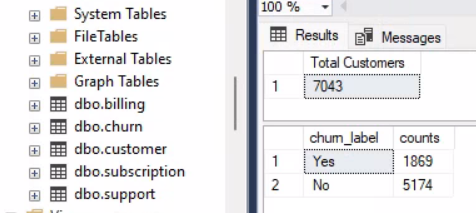 System Tables
FileTables
External Tables
Graph Tables
dbo.billing
dbo.churn
dbo.customer
dbo.subscription
dbo.support
100 %
Results Messages
Total Customers
1 7043
churn_label counts
1 Yes 1869
2 No 5174